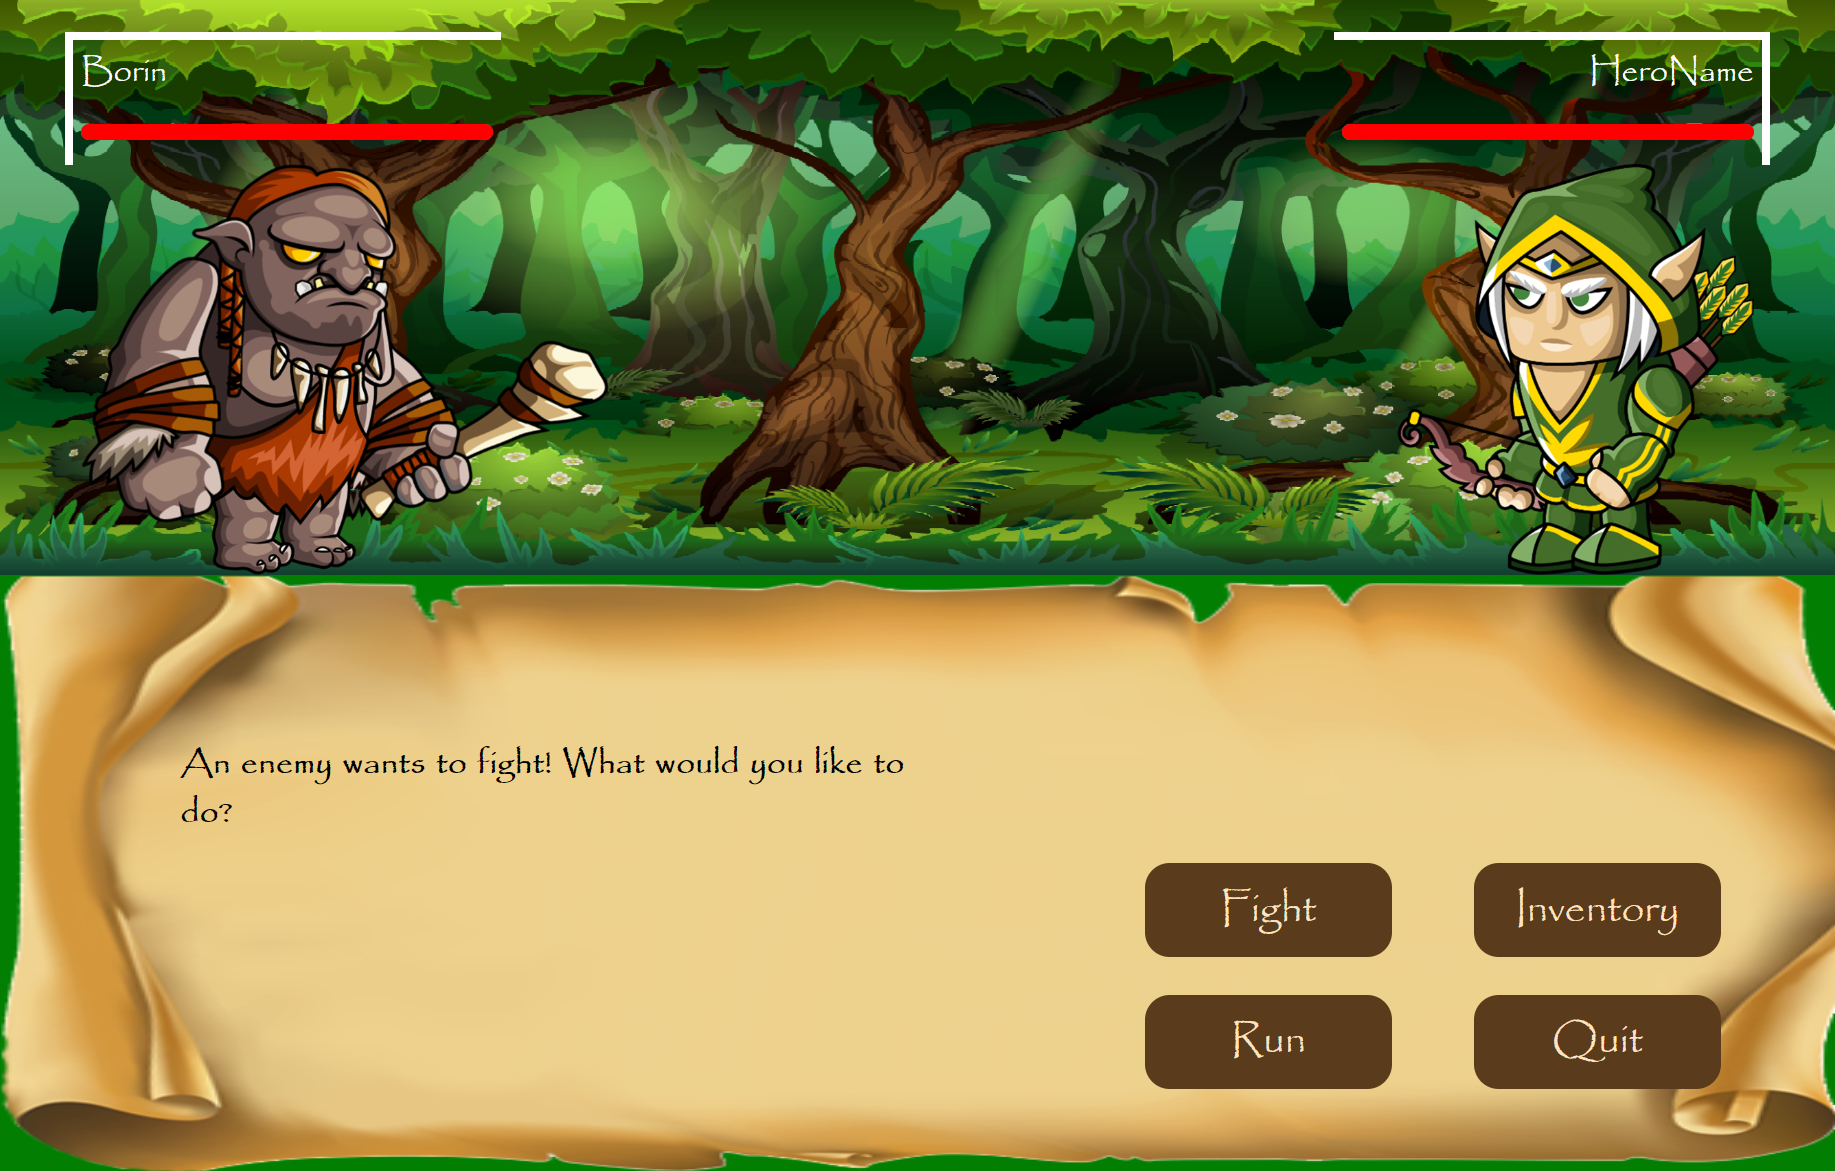 Borin
HeroName
An enemy wants to fight! What would you like to
do?
Fight
Inventory
Run
Quit